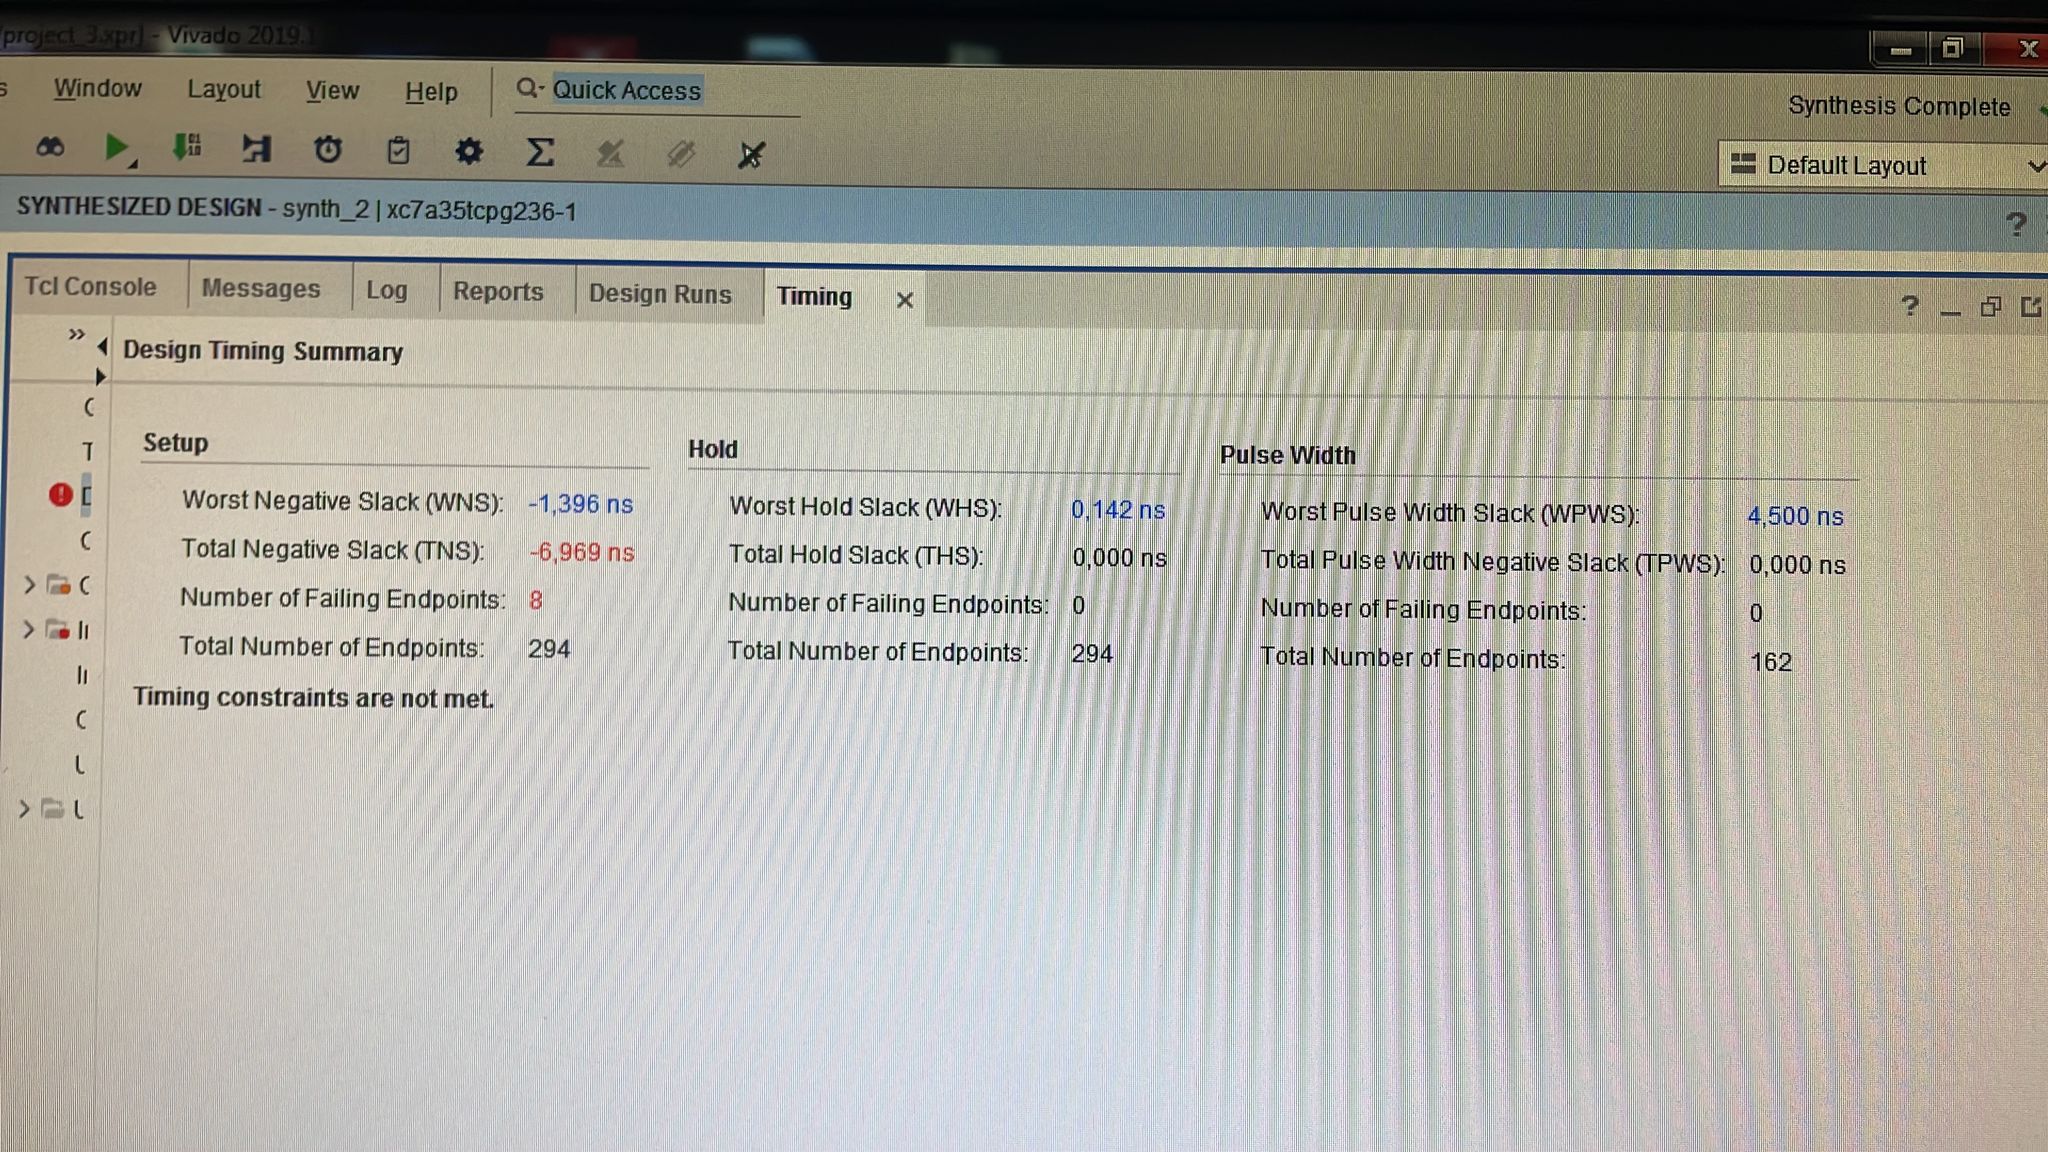 /project_3.xpr] - Vivado 2019.1
s Window Layout View Help Quick Access
Synthesis Complete
Default Layout
SYNTHESIZED DESIGN - synth_2 | xc7a35tcpg236-1 ?
Tcl Console Messages Log Reports Design Runs Timing
Design Timing Summary
Setup
Worst Negative Slack (WNS): -1,396 ns
Total Negative Slack (TNS): -6,969 ns
Number of Failing Endpoints: 8
Total Number of Endpoints: 294
Timing constraints are not met.
Hold
Worst Hold Slack (WHS): 0,142 ns
Total Hold Slack (THS): 0,000 ns
Number of Failing Endpoints: 0
Total Number of Endpoints: 294
Pulse Width
Worst Pulse Width Slack (WPWS): 4,500 ns
Total Pulse Width Negative Slack (TPWS): 0,000 ns
Number of Failing Endpoints: 0
Total Number of Endpoints: 162